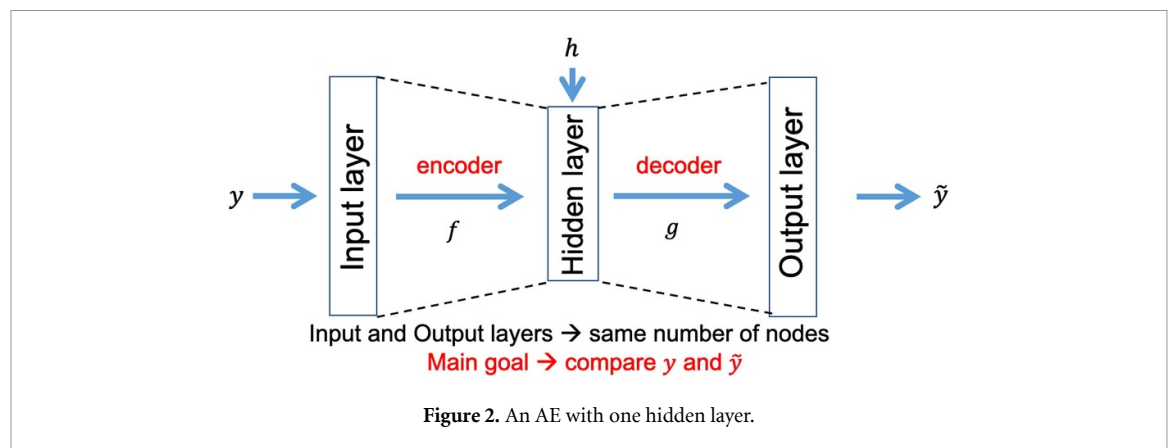 h
Input layer
Hidden layer
Output layer
encoder
decoder
y
ỹ
f
g
Input and Output layers → same number of nodes
Main goal → compare y and ỹ
Figure 2. An AE with one hidden layer.